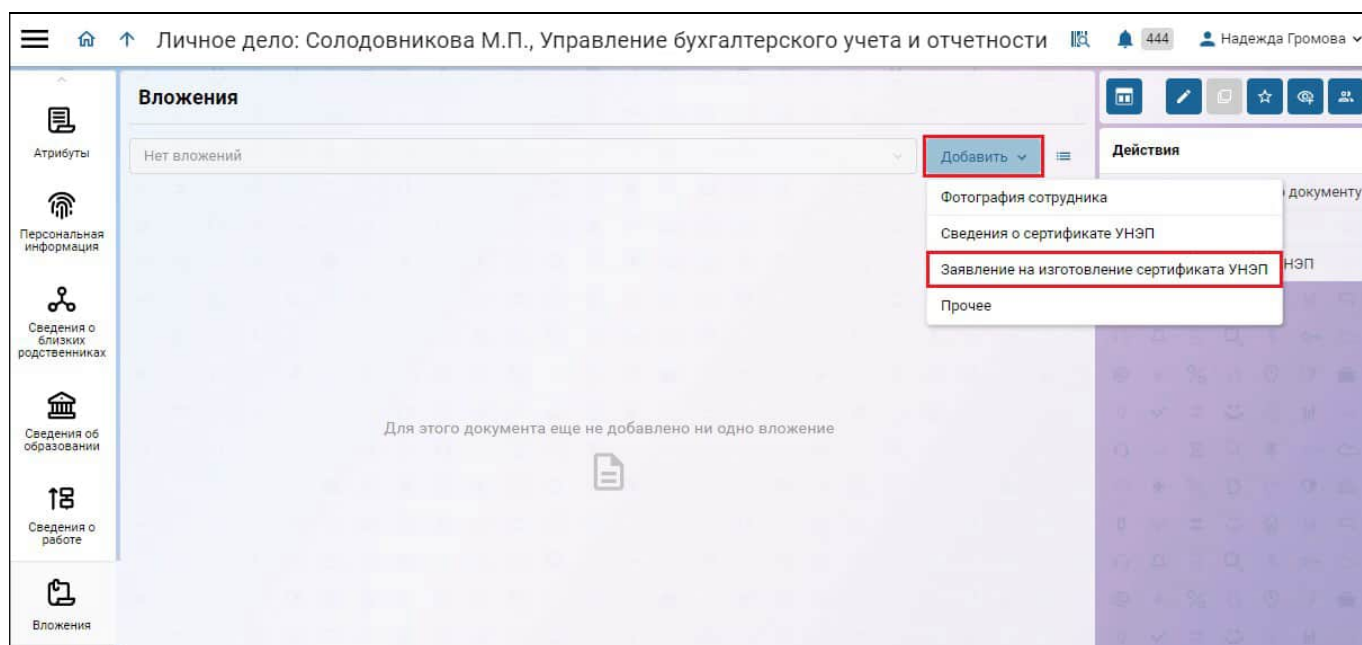 Личное дело: Солодовникова М.П., Управление бухгалтерского учета и отчетности
444
Надежда Громова
Атрибуты
Персональная
информация
Сведения о
близких
родственниках
Сведения об
образовании
Сведения о
работе
Вложения
Вложения
Нет вложений
Добавить
Фотография сотрудника
Сведения о сертификате УНЭП
Заявление на изготовление сертификата УНЭП
Прочее
Для этого документа еще не добавлено ни одно вложение
Действия
документу
НЭП